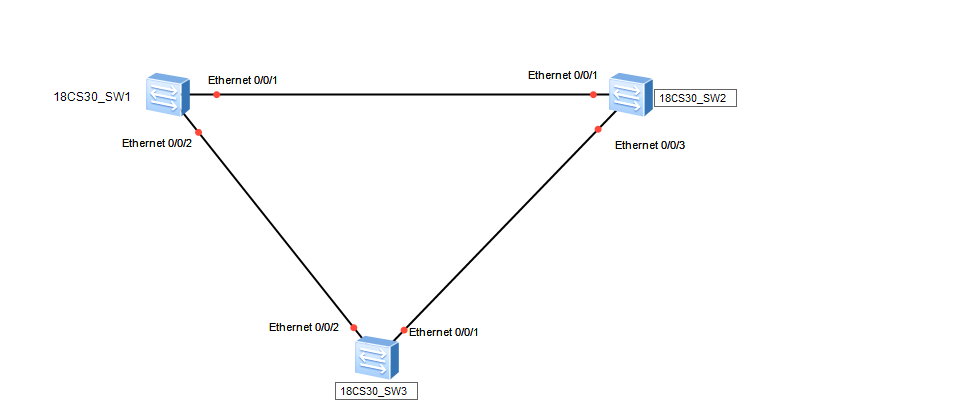 Ethernet 0/0/1
Ethernet 0/0/1
18CS30_SW1
18CS30_SW2
Ethernet 0/0/2
Ethernet 0/0/3
Ethernet 0/0/2
Ethernet 0/0/1
18CS30_SW3